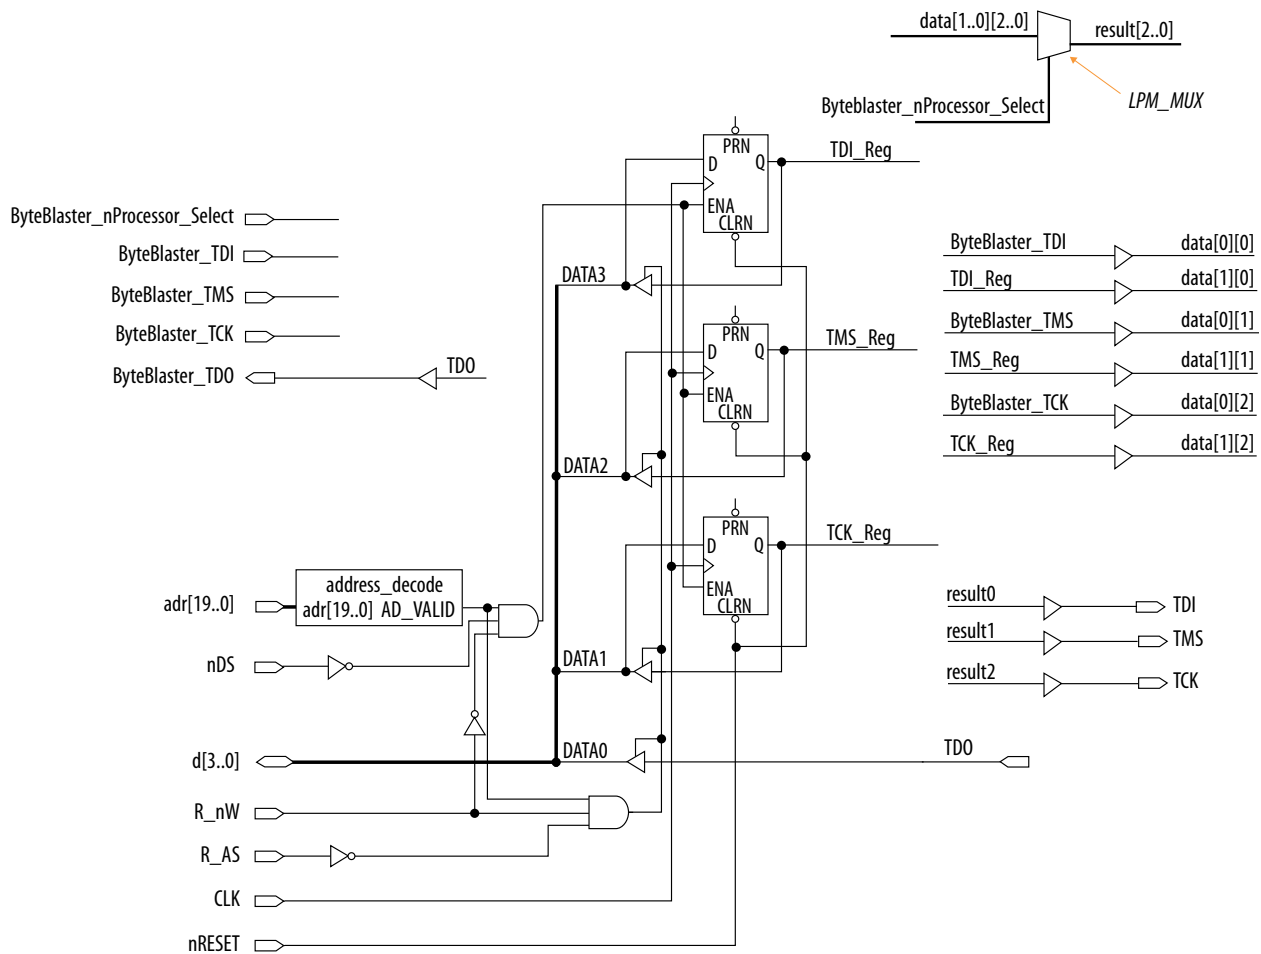 data[1..0][2..0]
result[2..0]
Byteblaster_nProcessor_Select
LPM_MUX
PRN
D
Q
ENA
CLRN
TDI_Reg
ByteBlaster_nProcessor_Select
ByteBlaster_TDI
ByteBlaster_TMS
ByteBlaster_TCK
ByteBlaster_TDO
TDO
DATA3
PRN
D
Q
ENA
CLRN
TMS_Reg
DATA2
ByteBlaster_TDI
data[0][0]
TDI_Reg
data[1][0]
ByteBlaster_TMS
data[0][1]
TMS_Reg
data[1][1]
ByteBlaster_TCK
data[0][2]
TCK_Reg
data[1][2]
PRN
D
Q
ENA
CLRN
TCK_Reg
adr[19..0]
address_decode
adr[19..0] AD_VALID
nDS
DATA1
result0
TDI
result1
TMS
result2
TCK
d[3..0]
DATA0
TDO
R_nW
R_AS
CLK
nRESET